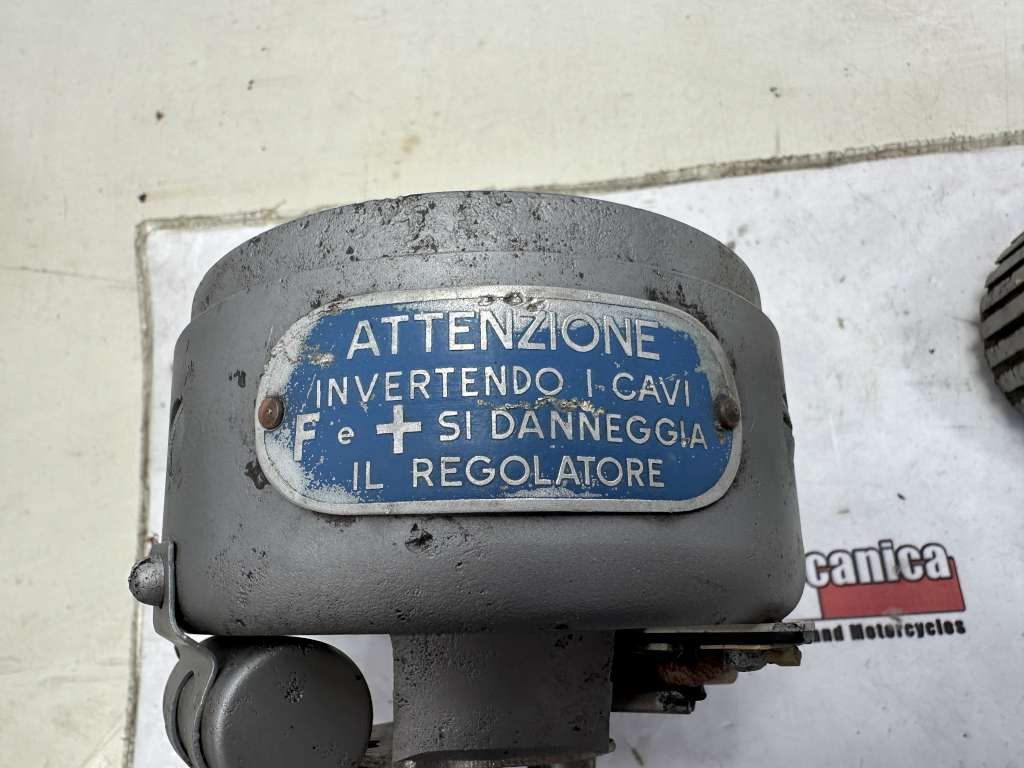 ATTENZIONE
INVERTENDO I CAVI
F e + SI DANNEGGIA
IL REGOLATORE
canica
and Motorcycles